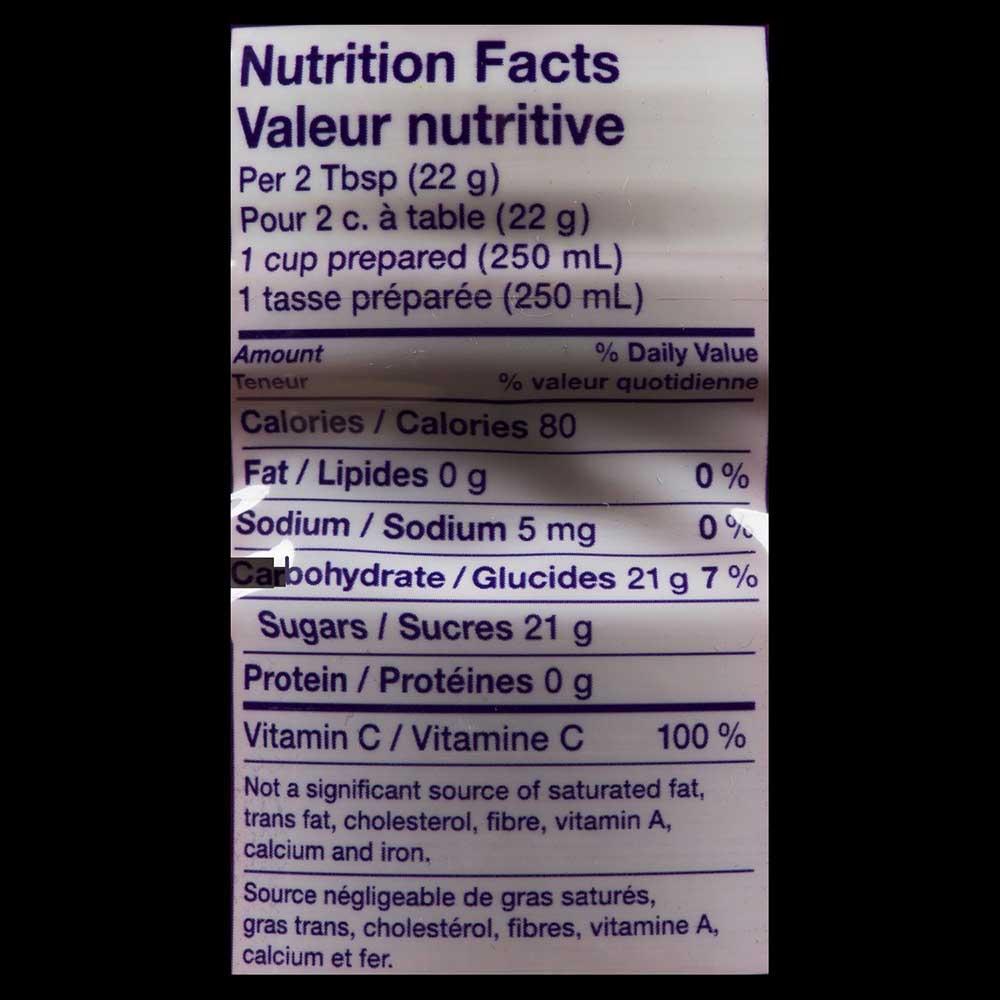 Nutrition Facts
Valeur nutritive
Per 2 Tbsp (22 g)
Pour 2 c. à table (22 g)
1 cup prepared (250 mL)
1 tasse préparée (250 mL)
Amount % Daily Value
Teneur % valeur quotidienne
Calories / Calories 80
Fat / Lipides 0 g 0 %
Sodium / Sodium 5 mg 0 %
Carbohydrate / Glucides 21 g 7 %
Sugars / Sucres 21 g
Protein / Protéines 0 g
Vitamin C / Vitamine C 100 %
Not a significant source of saturated fat,
trans fat, cholesterol, fibre, vitamin A,
calcium and iron.
Source négligeable de gras saturés,
gras trans, cholestérol, fibres, vitamine A,
calcium et fer.